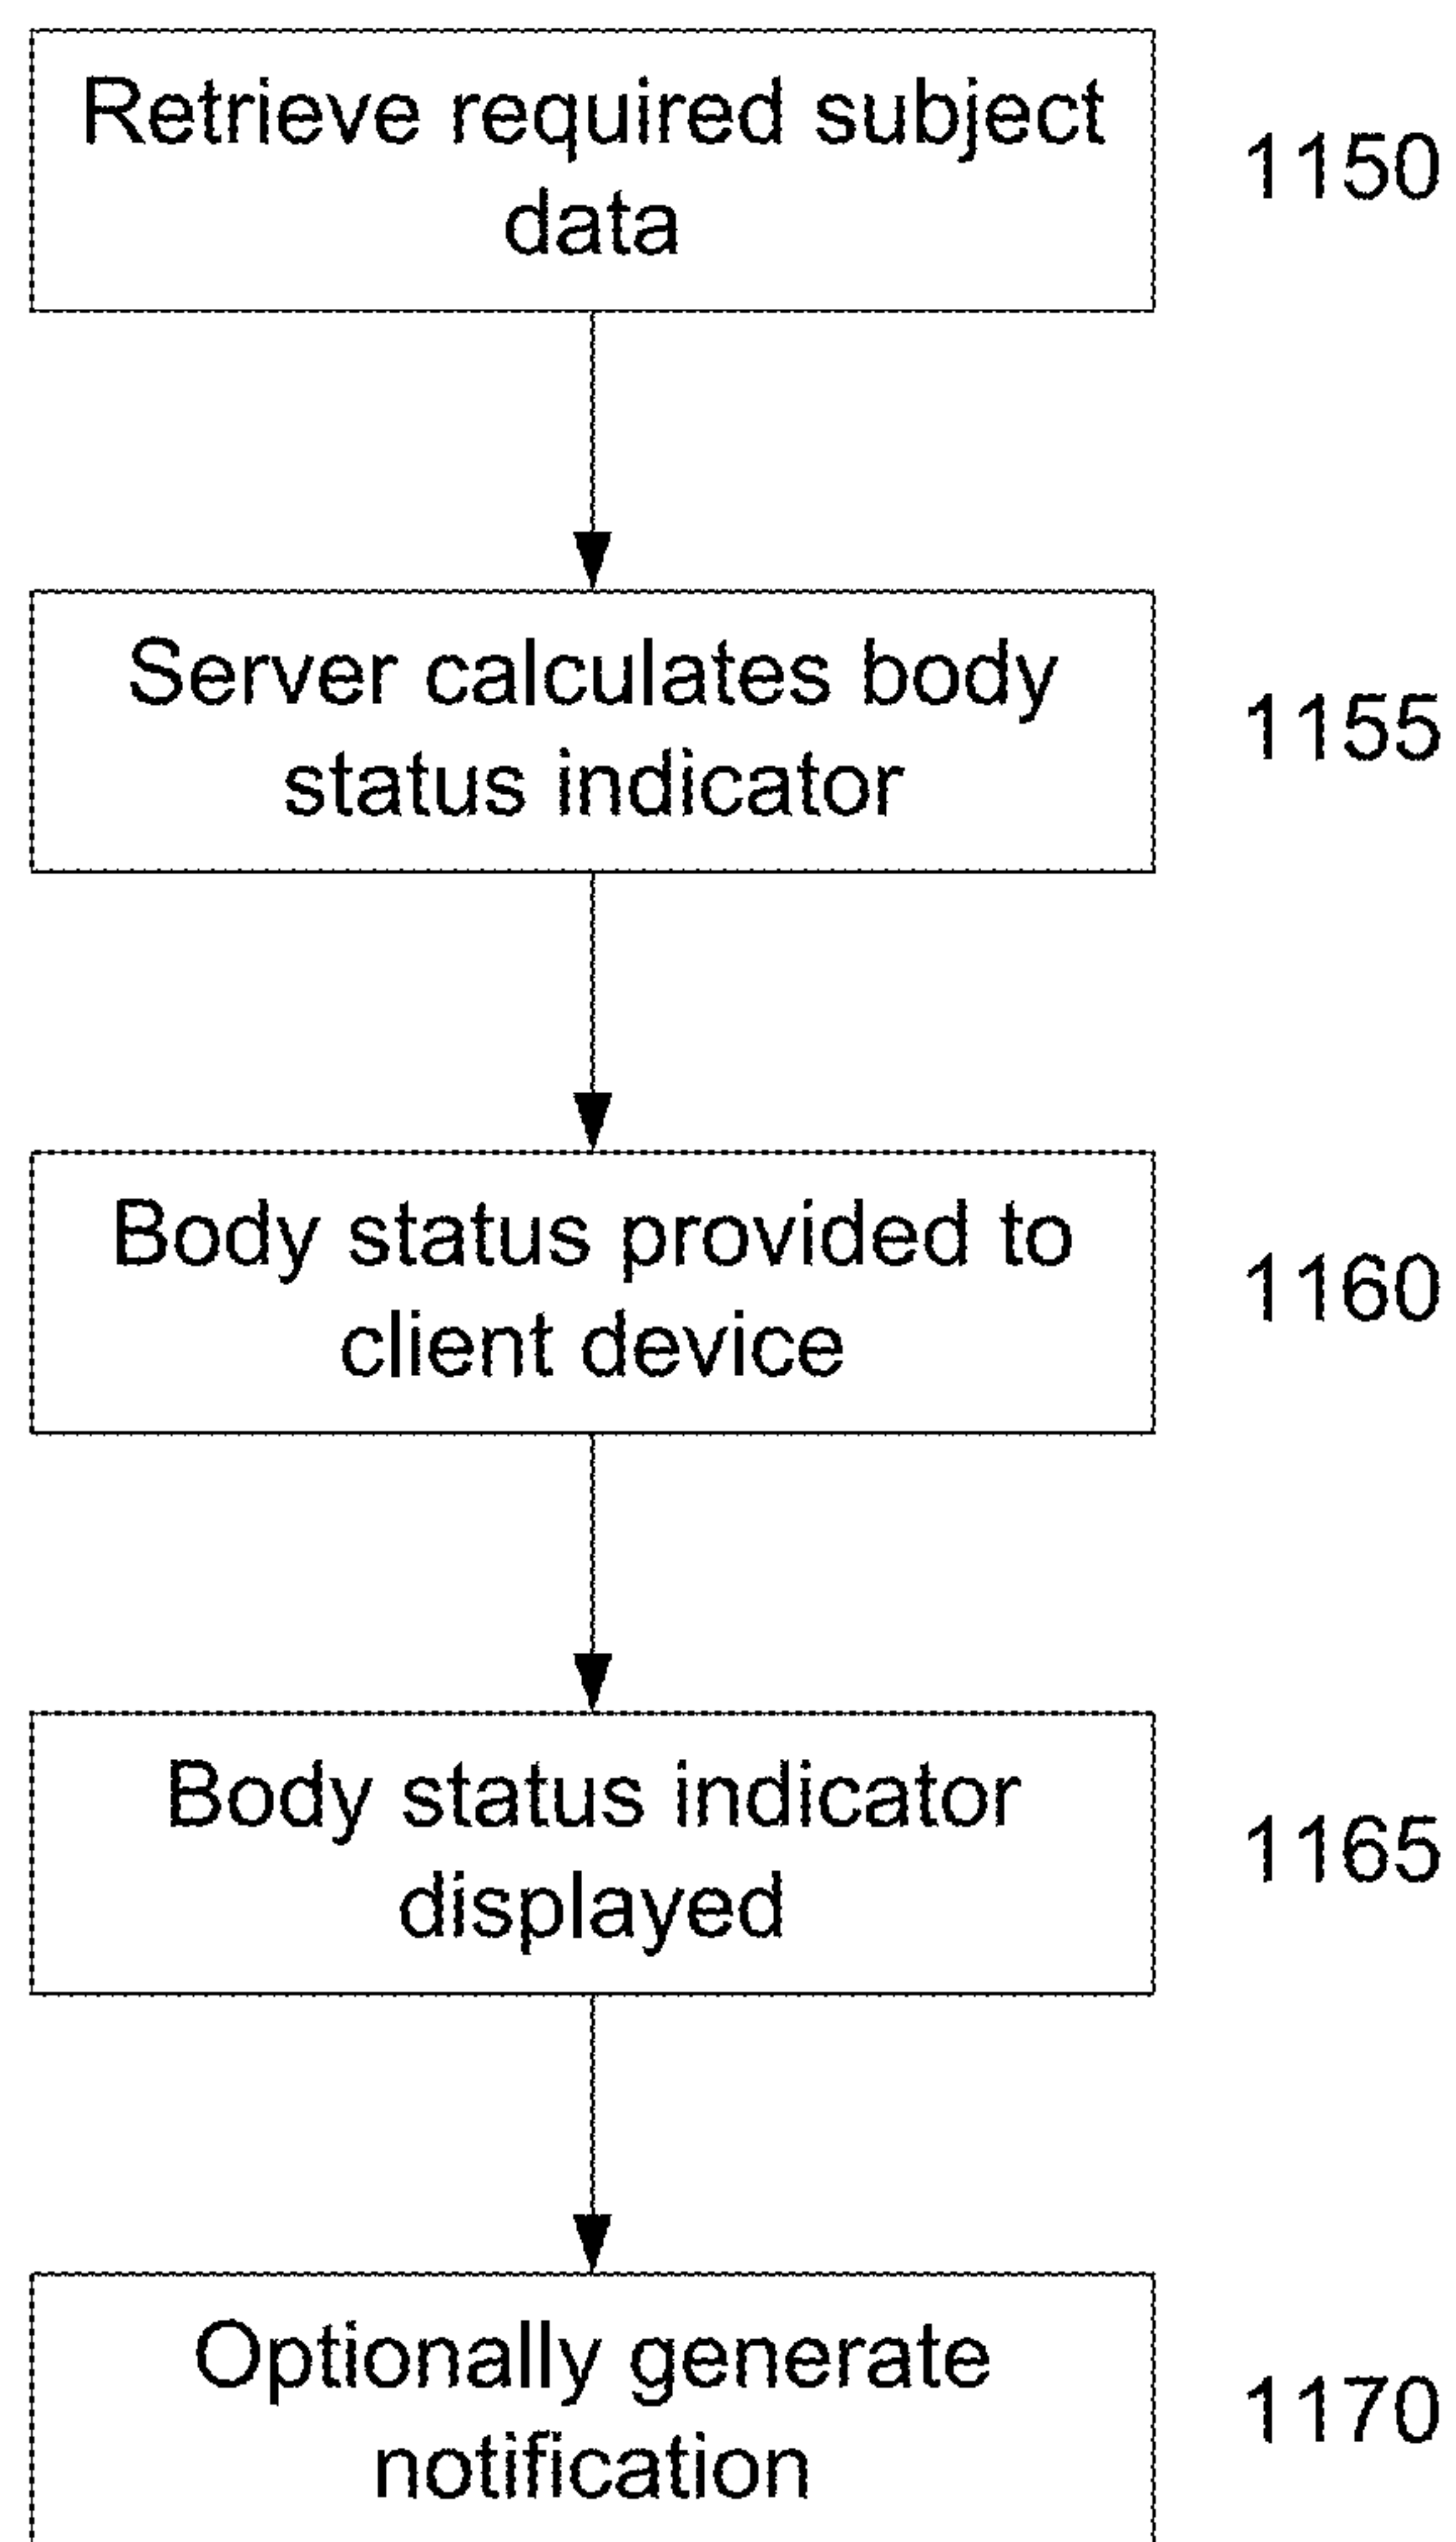 Retrieve required subject
data
1150
Server calculates body
status indicator
1155
Body status provided to
client device
1160
Body status indicator
displayed
1165
Optionally generate
notification
1170